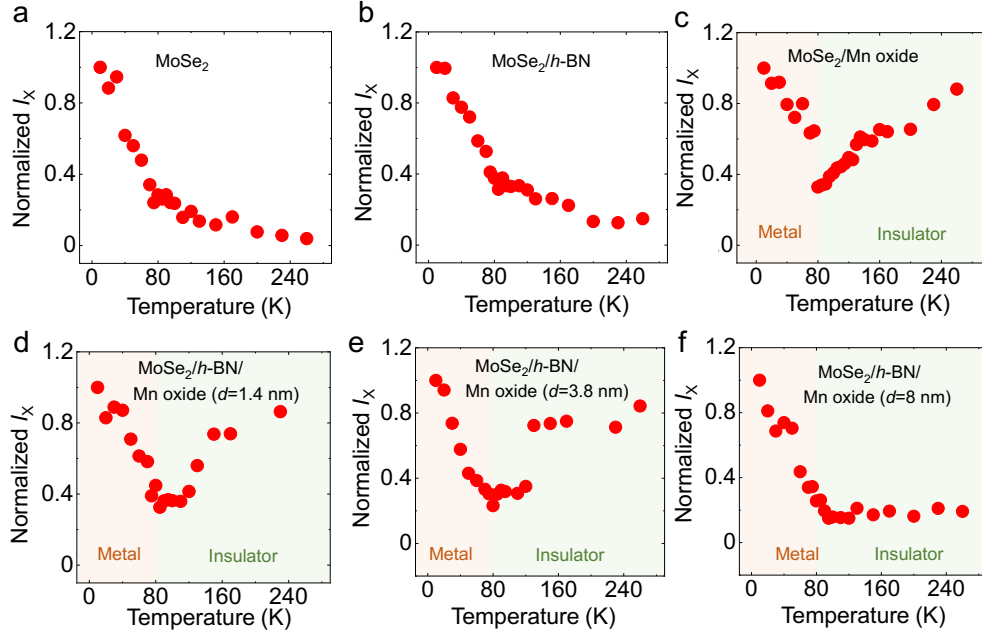 a
1.2
0.8
0.4
0
Normalized I_X
MoSe₂
0
80
160
240
Temperature (K)
b
1.2
0.8
0.4
0
Normalized I_X
MoSe₂/h-BN
0
80
160
240
Temperature (K)
c
1.2
0.8
0.4
0
Normalized I_X
MoSe₂/Mn oxide
Metal
Insulator
0
80
160
240
Temperature (K)
d
1.2
0.8
0.4
0
Normalized I_X
MoSe₂/h-BN/
Mn oxide (d=1.4 nm)
Metal
Insulator
0
80
160
240
Temperature (K)
e
1.2
0.8
0.4
0
Normalized I_X
MoSe₂/h-BN/
Mn oxide (d=3.8 nm)
Metal
Insulator
0
80
160
240
Temperature (K)
f
1.2
0.8
0.4
0
Normalized I_X
MoSe₂/h-BN/
Mn oxide (d=8 nm)
Metal
Insulator
0
80
160
240
Temperature (K)